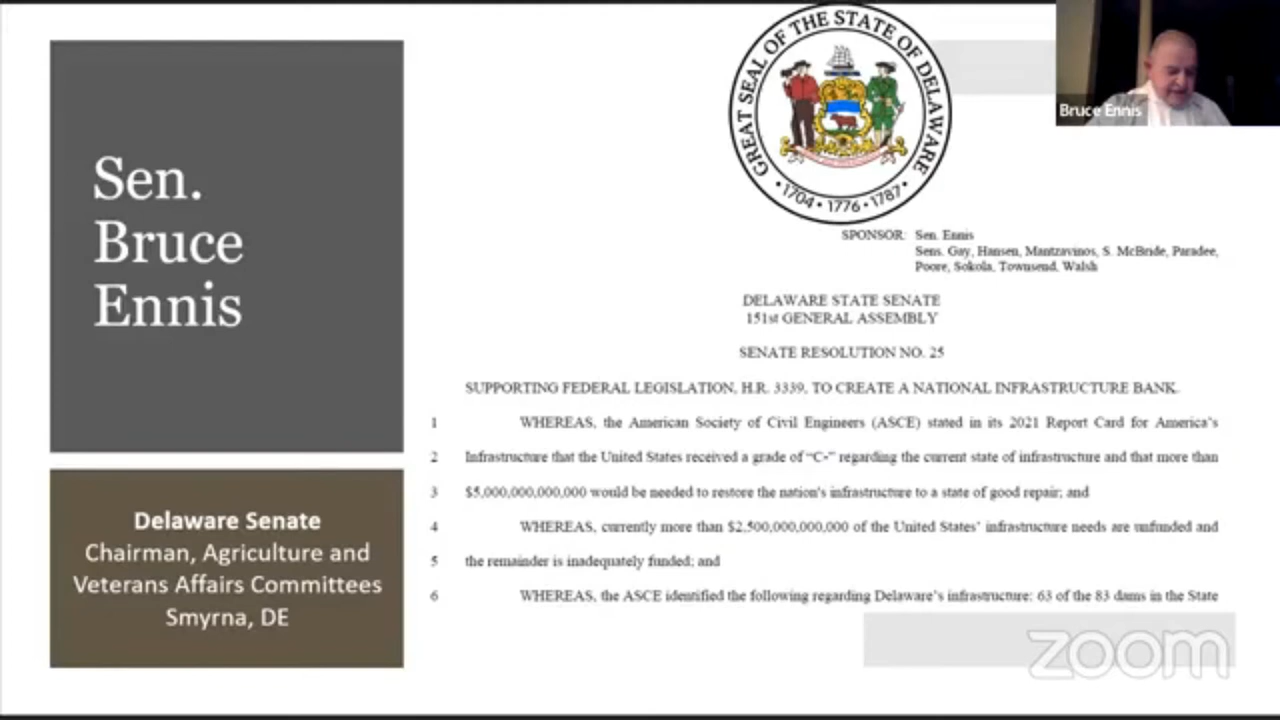 Sen.
Bruce
Ennis
Delaware Senate
Chairman, Agriculture and
Veterans Affairs Committees
Smyrna, DE
GREAT SEAL OF THE STATE OF DELAWARE
• 1704 • 1776 • 1787 •
Bruce Ennis
SPONSOR: Sen. Ennis
Sens. Gay, Hansen, Mantzavinos, S. McBride, Paradee,
Poore, Sokola, Townsend, Walsh
DELAWARE STATE SENATE
151st GENERAL ASSEMBLY
SENATE RESOLUTION NO. 25
SUPPORTING FEDERAL LEGISLATION, H.R. 3339, TO CREATE A NATIONAL INFRASTRUCTURE BANK.
1 WHEREAS, the American Society of Civil Engineers (ASCE) stated in its 2021 Report Card for America's
2 Infrastructure that the United States received a grade of “C-” regarding the current state of infrastructure and that more than
3 $5,000,000,000,000 would be needed to restore the nation's infrastructure to a state of good repair; and
4 WHEREAS, currently more than $2,500,000,000,000 of the United States' infrastructure needs are unfunded and
5 the remainder is inadequately funded; and
6 WHEREAS, the ASCE identified the following regarding Delaware's infrastructure: 63 of the 83 dams in the State
zoom